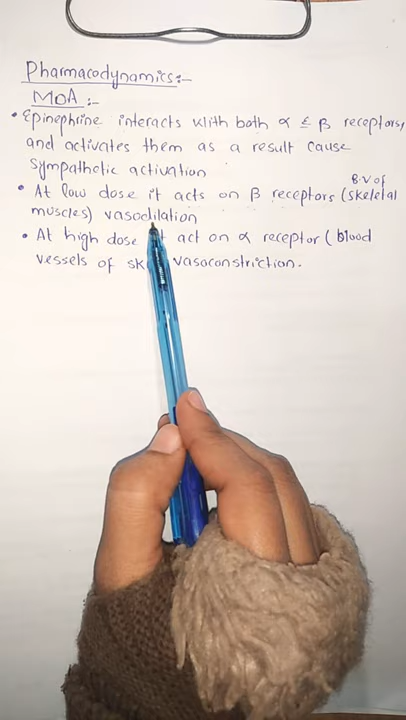 Pharmacodynamics:-
MOA:-
• Epinephrine interacts with both α & β receptors,
and activates them as a result cause
sympathetic activation
B.V of
• At low dose it acts on β receptors (skeletal
muscles) vasodilation
• At high dose act on α receptor (blood
vessels of vasoconstriction.